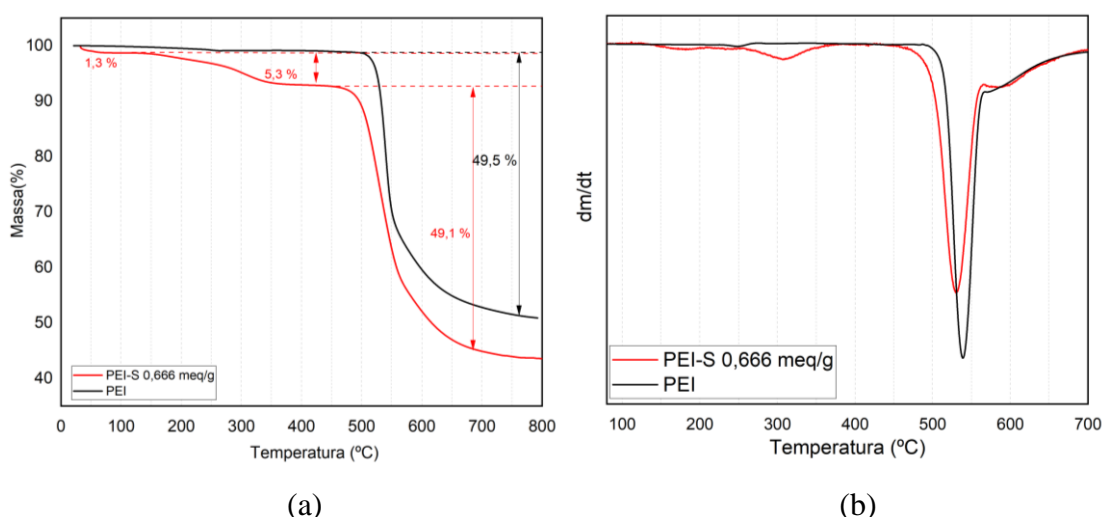 100
90
80
70
60
50
40
Massa(%)
1,3 %
5,3 %
49,5 %
49,1 %
PEI-S 0,666 meq/g
PEI
0 100 200 300 400 500 600 700 800
Temperatura (ºC)
(a)
dm/dt
PEI-S 0,666 meq/g
PEI
100 200 300 400 500 600 700
Temperatura (ºC)
(b)